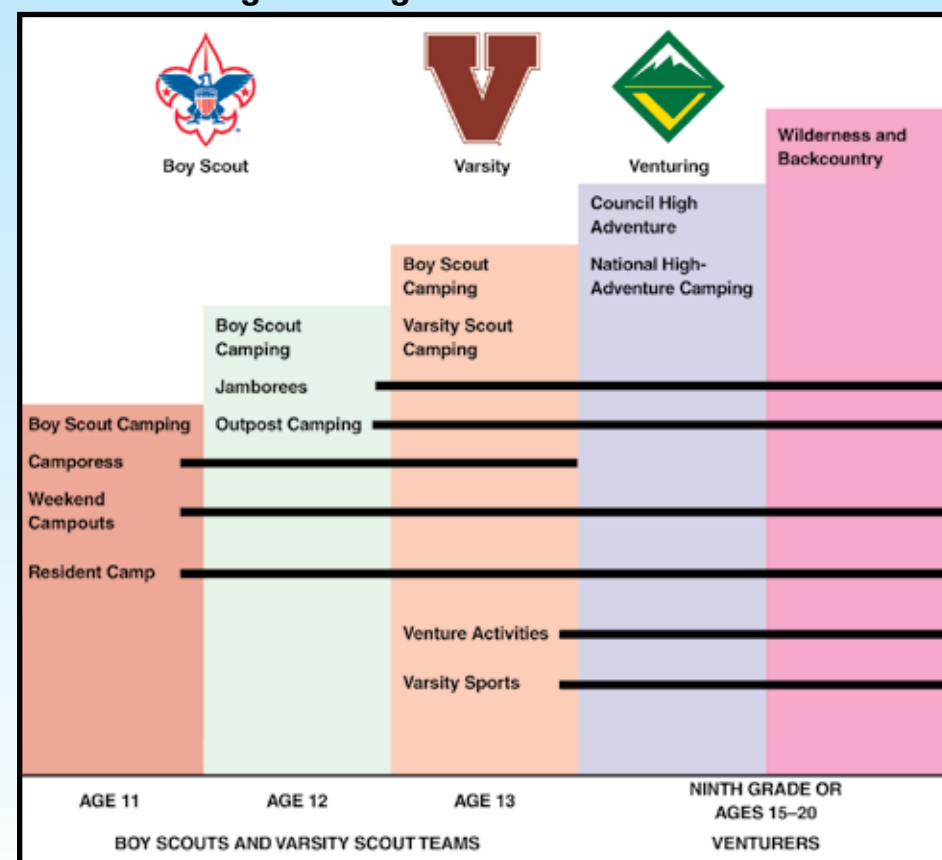 Boy Scout
Varsity
Venturing
Wilderness and
Backcountry
Council High
Adventure
National High-
Adventure Camping
Boy Scout
Camping
Varsity Scout
Camping
Boy Scout
Camping
Jamborees
Outpost Camping
Boy Scout Camping
Camporess
Weekend
Campouts
Resident Camp
Venture Activities
Varsity Sports
AGE 11
AGE 12
AGE 13
NINTH GRADE OR
AGES 15–20
BOY SCOUTS AND VARSITY SCOUT TEAMS
VENTURERS